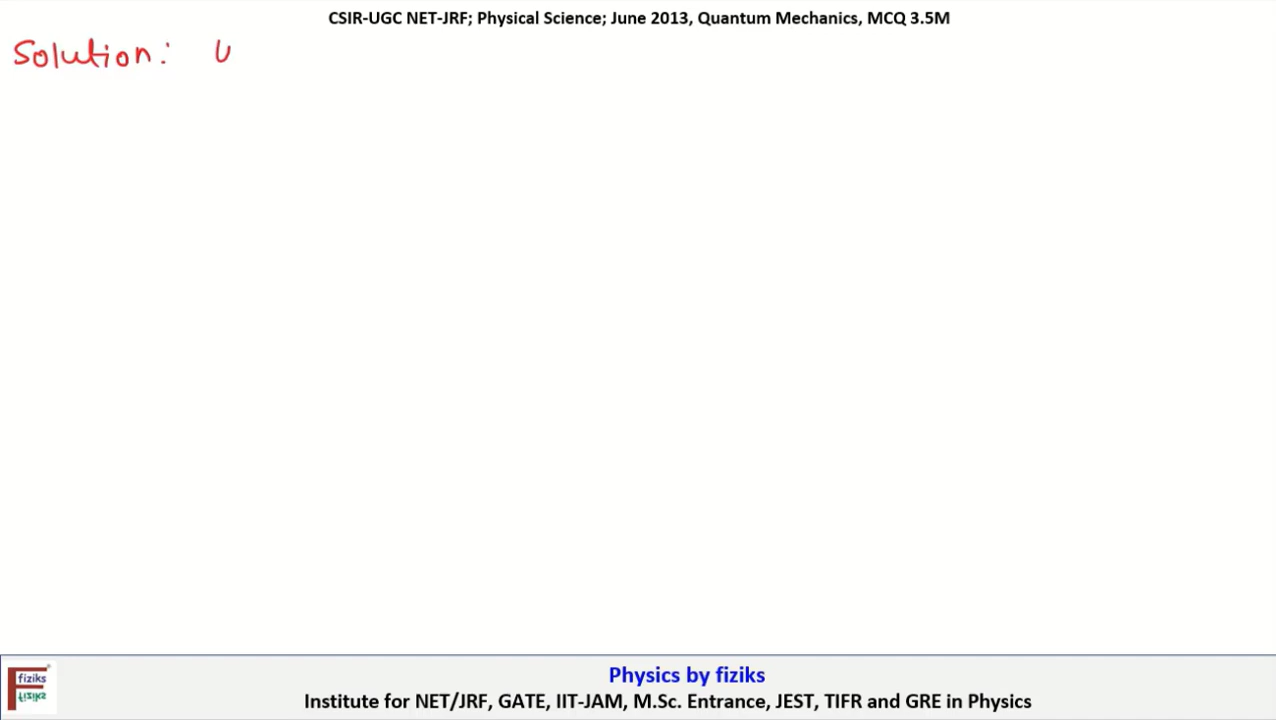 CSIR-UGC NET-JRF; Physical Science; June 2013, Quantum Mechanics, MCQ 3.5M
Solution: U
fiziks
Physics by fiziks
Institute for NET/JRF, GATE, IIT-JAM, M.Sc. Entrance, JEST, TIFR and GRE in Physics